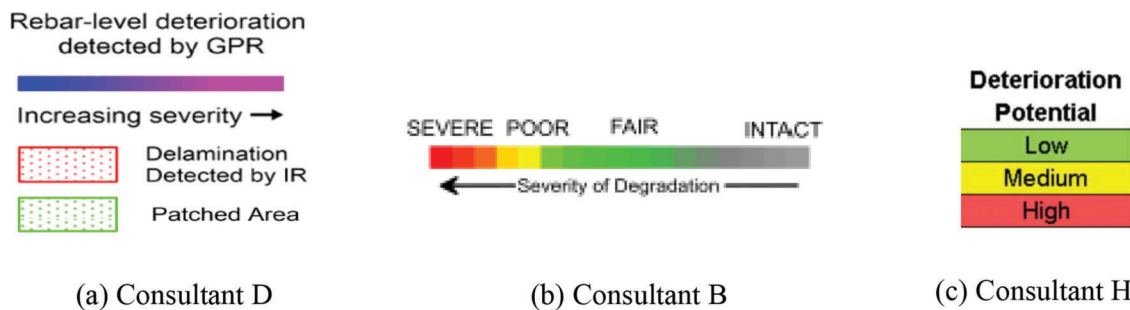 Rebar-level deterioration
detected by GPR
Increasing severity →
Delamination
Detected by IR
Patched Area
(a) Consultant D
SEVERE POOR FAIR INTACT
Severity of Degradation
(b) Consultant B
Deterioration
Potential
Low
Medium
High
(c) Consultant H